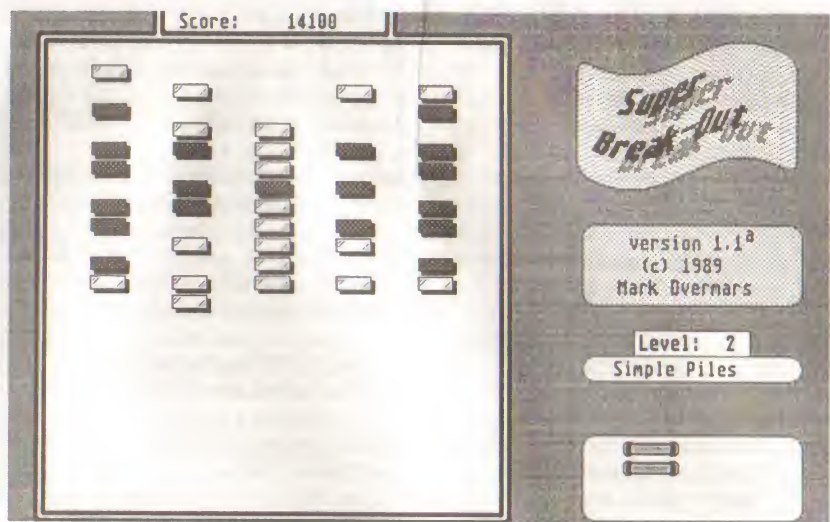 Score: 14100
Super
Break-Out
version 1.1a
(c) 1989
Mark Overmars
Level: 2
Simple Piles